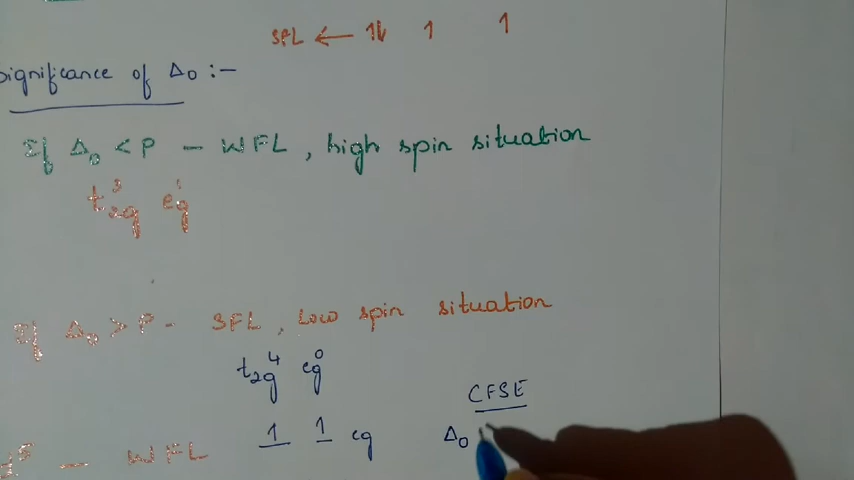 SFL ← 1⇂ 1 1
Significance of Δ₀ :-
If Δ₀ < P - WFL, high spin situation
t₂g³ eg¹
If Δ₀ > P - SFL, Low spin situation
t₂g⁴ eg⁰
CFSE
1 1 eg Δ₀
d⁵ - WFL